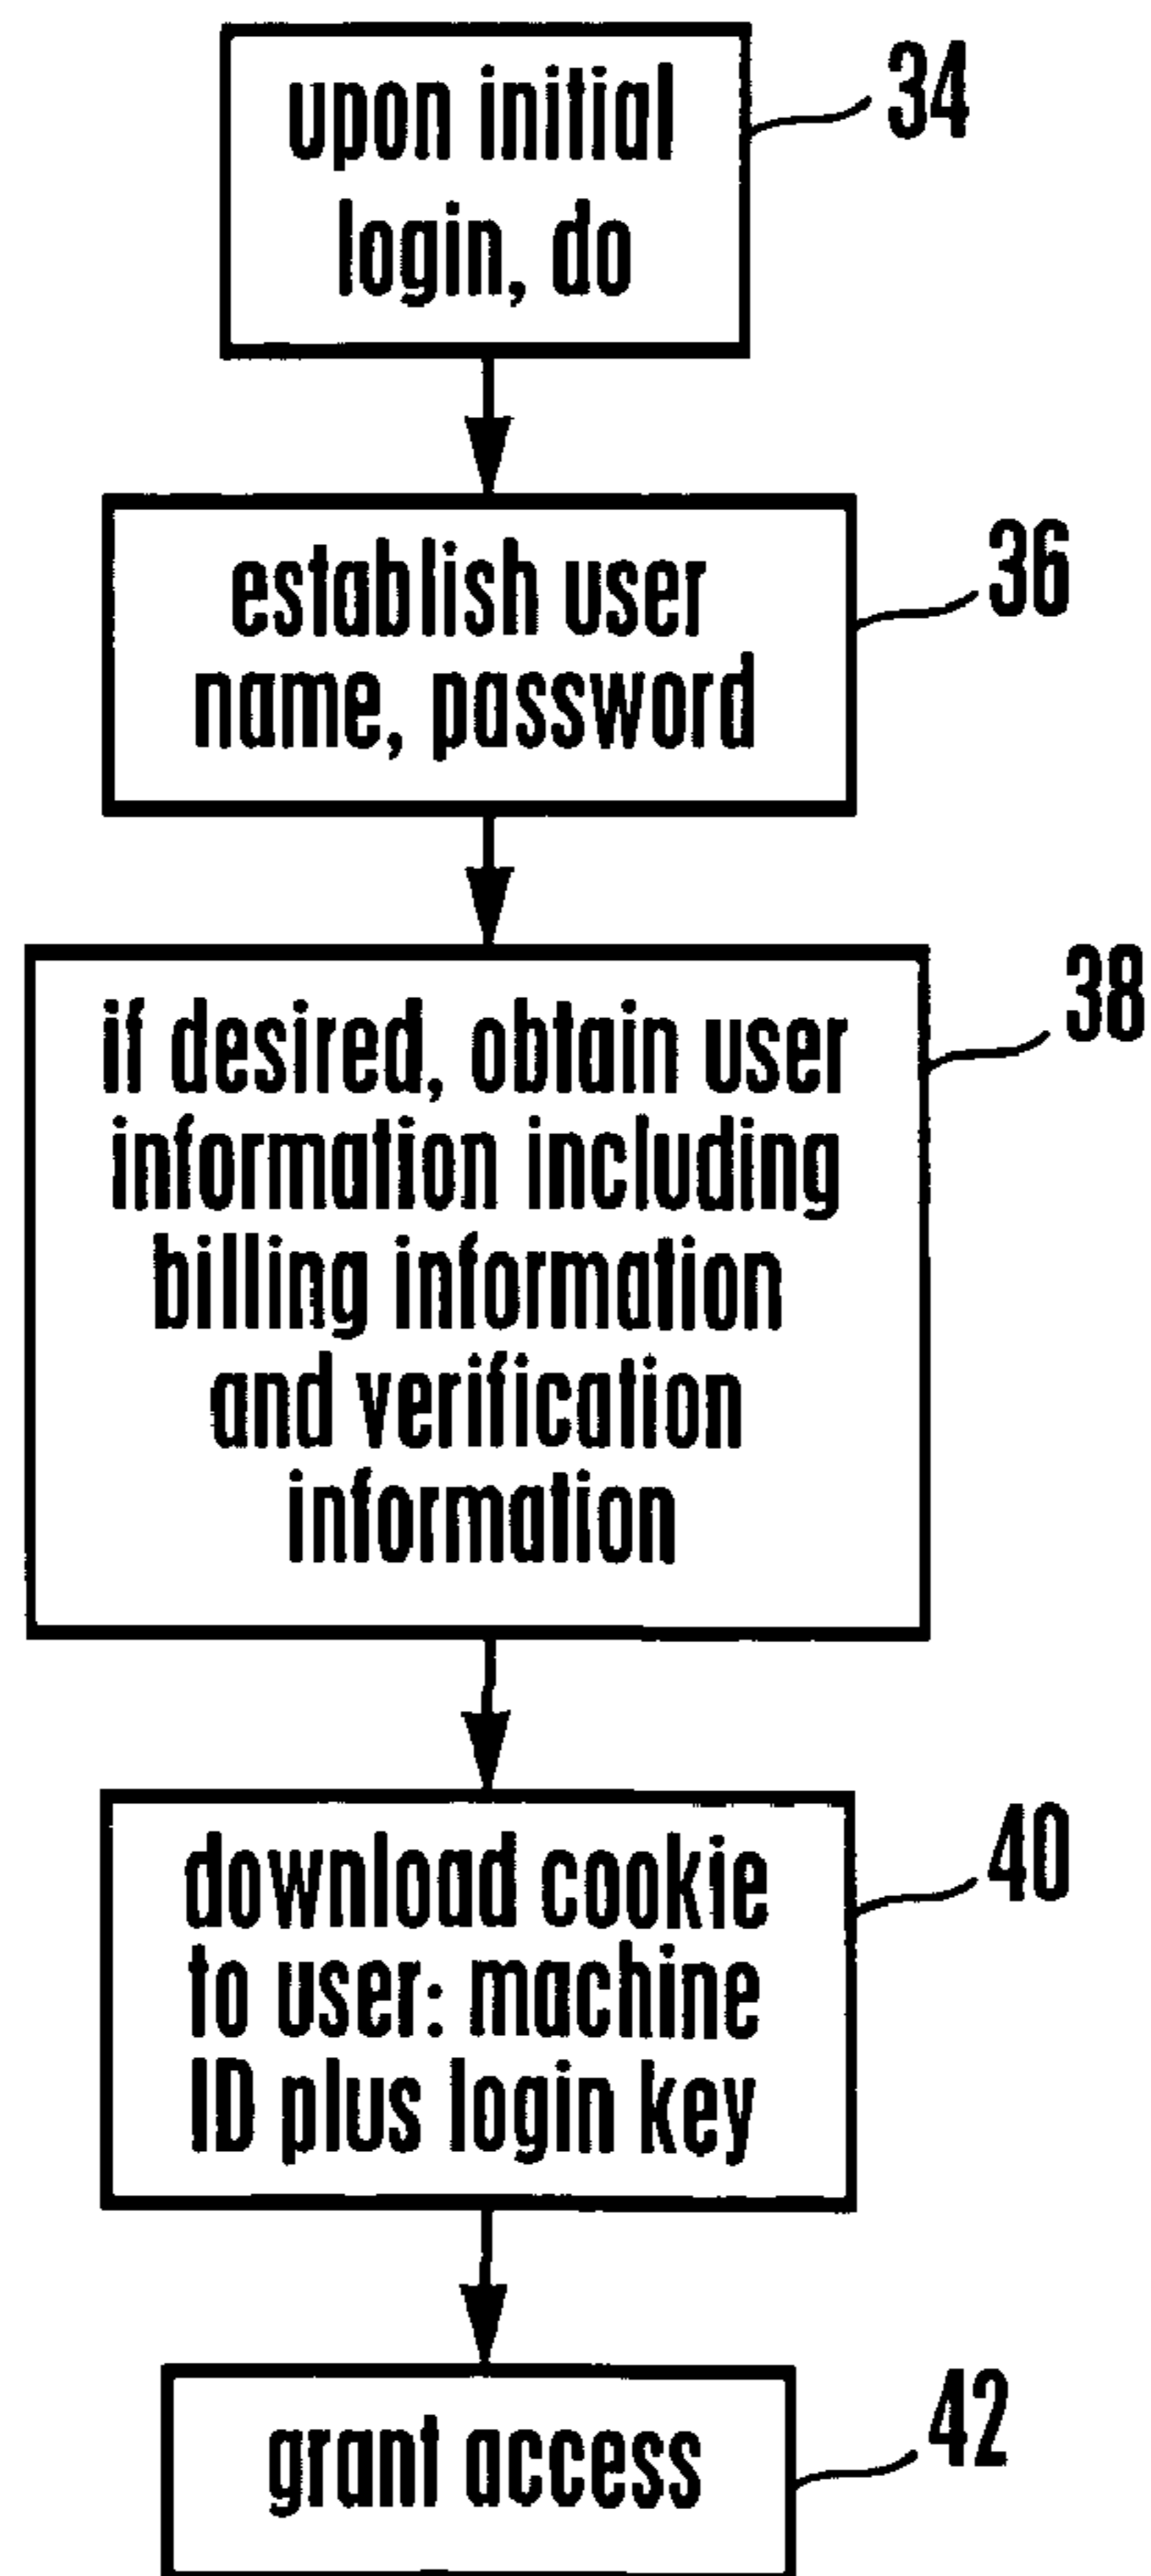 upon initial
login, do
34
establish user
name, password
36
if desired, obtain user
information including
billing information
and verification
information
38
download cookie
to user: machine
ID plus login key
40
grant access
42